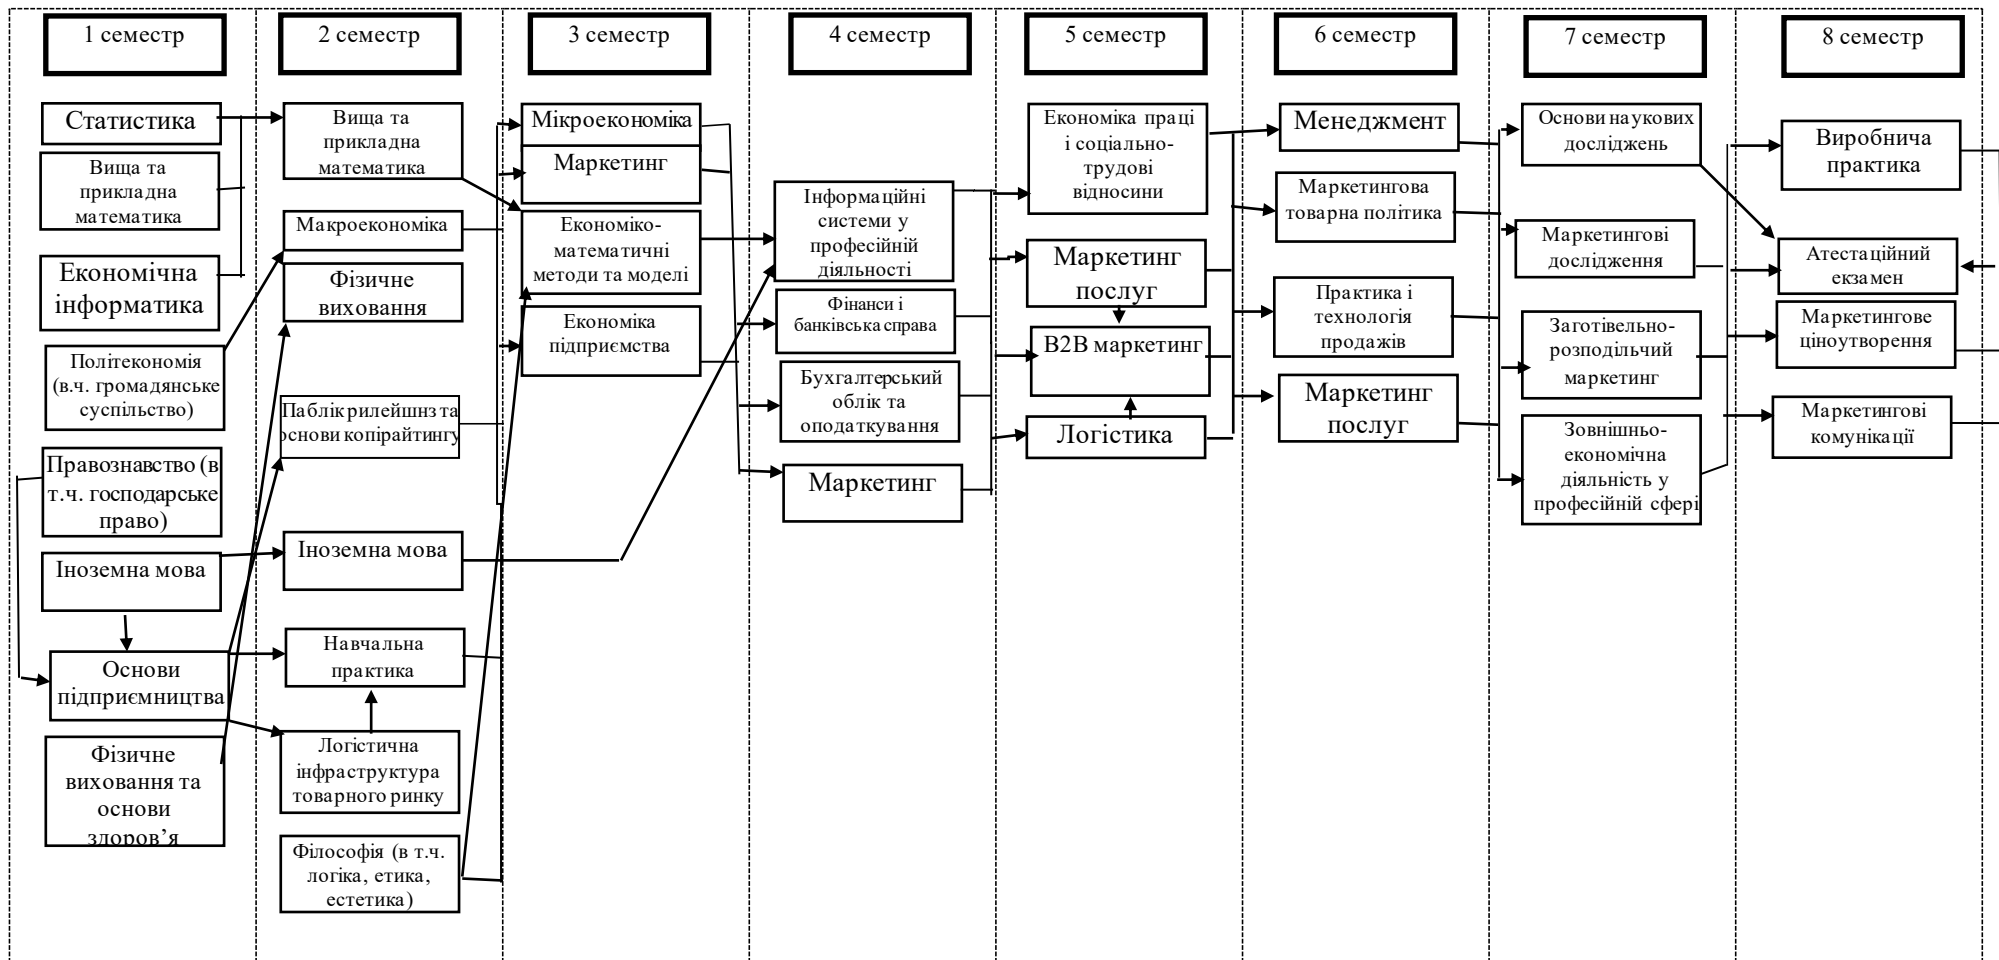 1 семестр
2 семестр
3 семестр
4 семестр
5 семестр
6 семестр
7 семестр
8 семестр
Статистика
Вища та
прикладна
математика
Економічна
інформатика
Політекономія
(в.ч. громадянське
суспільство)
Правознавство (в
т.ч. господарське
право)
Іноземна мова
Основи
підприємництва
Фізичне
виховання та
основи
здоров’я
Вища та
прикладна
математика
Макроекономіка
Фізичне
виховання
Паблік рилейшнз та
основи копірайтингу
Іноземна мова
Навчальна
практика
Логістична
інфраструктура
товарного ринку
Філософія (в т.ч.
логіка, етика,
естетика)
Мікроекономіка
Маркетинг
Економіко-
математичні
методи та моделі
Економіка
підприємства
Інформаційні
системи у
професійній
діяльності
Фінанси і
банківська справа
Бухгалтерський
облік та
оподаткування
Маркетинг
Економіка праці
і соціально-
трудові
відносини
Маркетинг
послуг
B2B маркетинг
Логістика
Менеджмент
Маркетингова
товарна політика
Практика і
технологія
продажів
Маркетинг
послуг
Основи наукових
досліджень
Маркетингові
дослідження
Заготівельно-
розподільчий
маркетинг
Зовнішньо-
економічна
діяльність у
професійній сфері
Виробнича
практика
Атестаційний
екзамен
Маркетингове
ціноутворення
Маркетингові
комунікації